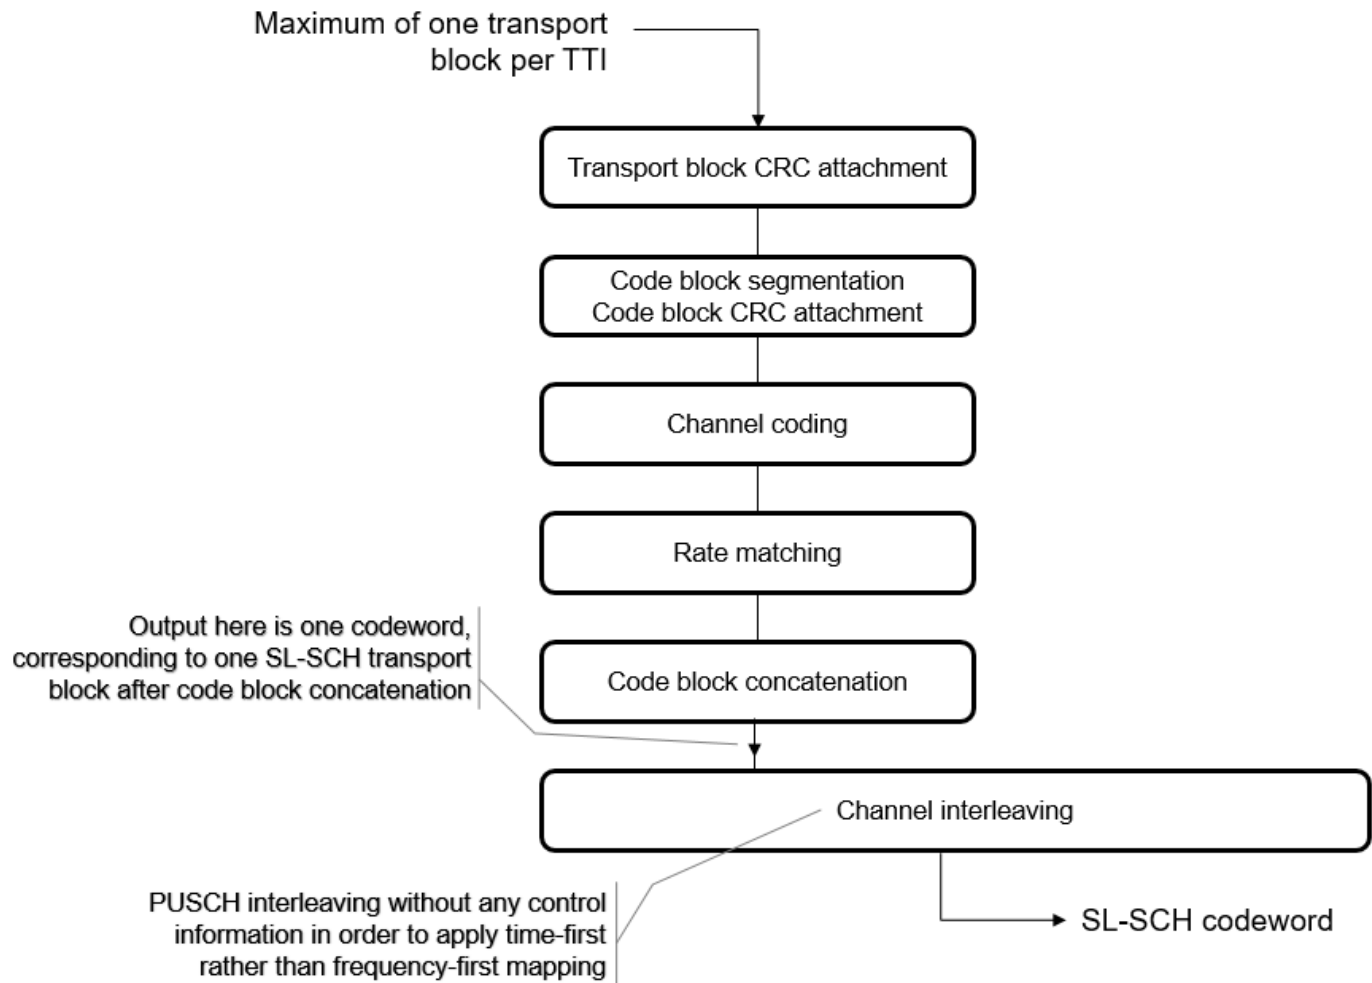 Maximum of one transport
block per TTI
Transport block CRC attachment
Code block segmentation
Code block CRC attachment
Channel coding
Rate matching
Output here is one codeword,
corresponding to one SL-SCH transport
block after code block concatenation
Code block concatenation
Channel interleaving
PUSCH interleaving without any control
information in order to apply time-first
rather than frequency-first mapping
SL-SCH codeword